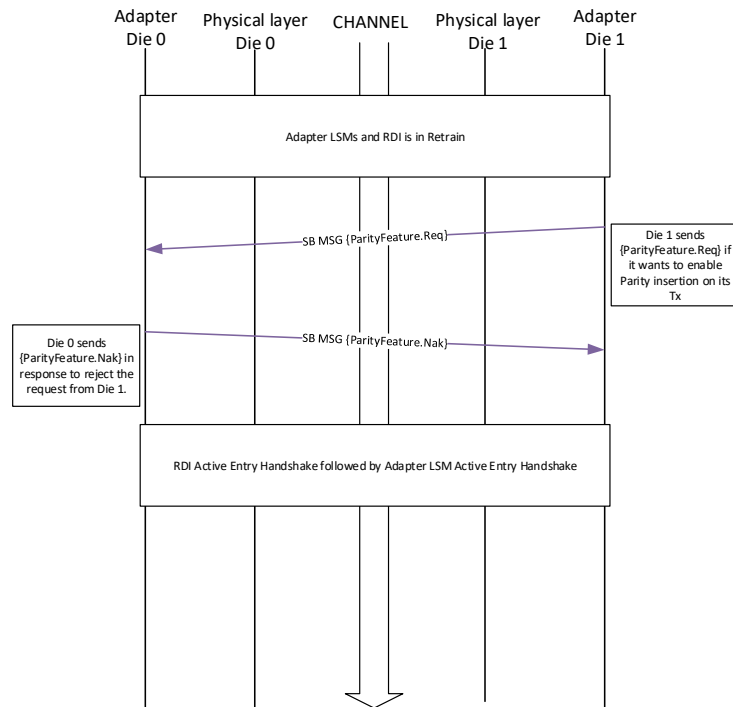 Adapter
Die 0
Physical layer
Die 0
CHANNEL
Physical layer
Die 1
Adapter
Die 1
Adapter LSMs and RDI is in Retrain
SB MSG {ParityFeature.Req}
Die 1 sends
{ParityFeature.Req} if
it wants to enable
Parity insertion on its
Tx
SB MSG {ParityFeature.Nak}
Die 0 sends
{ParityFeature.Nak} in
response to reject the
request from Die 1.
RDI Active Entry Handshake followed by Adapter LSM Active Entry Handshake